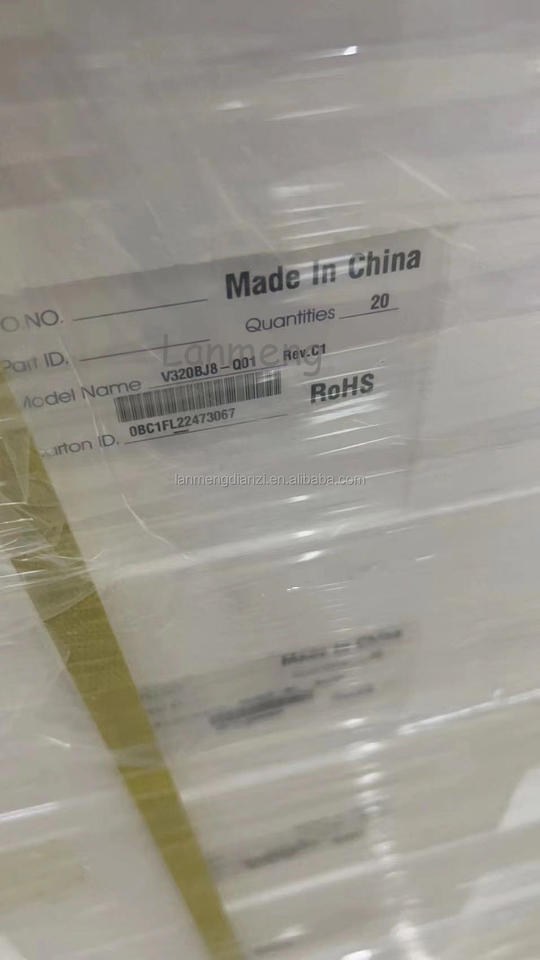 Made In China
O.NO.
Quantities 20
Part ID.
Lanmeng
Model Name V320BJ8-Q01 Rev.C1
RoHS
0BC1FL22473067
arton ID.
lanmengdianzi.en.alibaba.com
Made In China